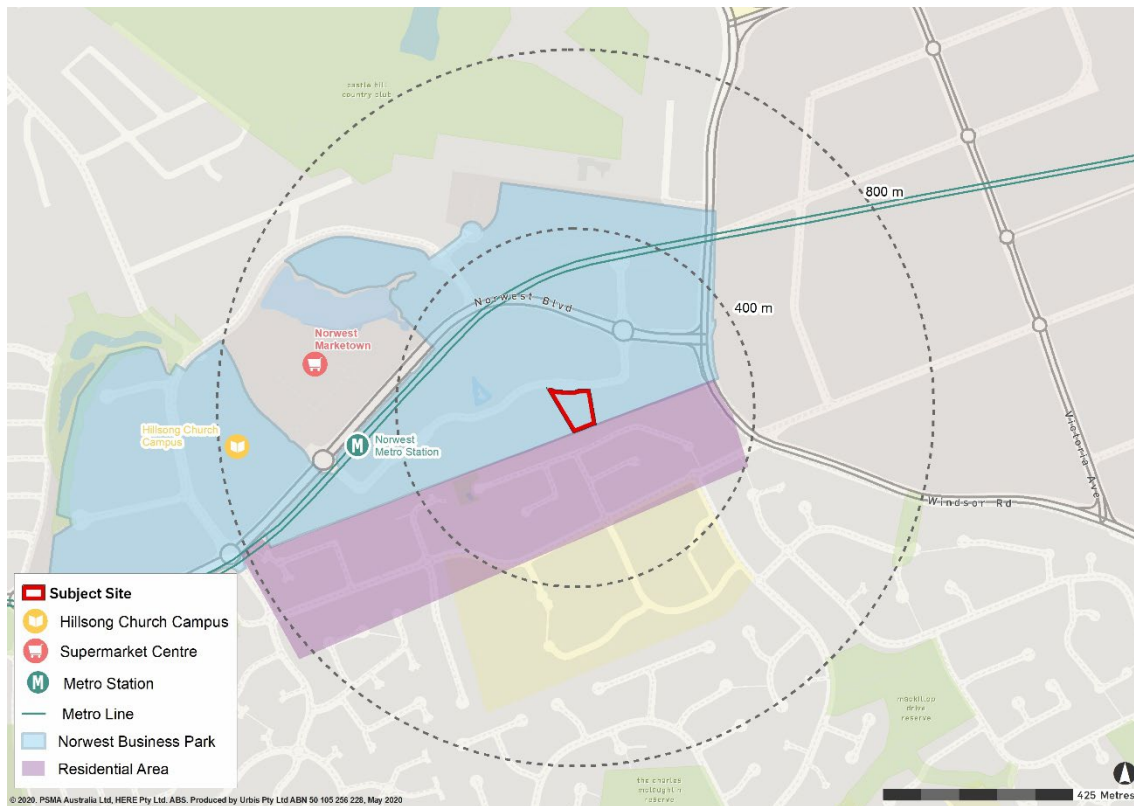 castle hill
country club
800 m
Norwest Blvd
400 m
Norwest
Marketown
Hillsong Church
Campus
M
Norwest
Metro Station
Victoria Ave
Windsor Rd
Subject Site
Hillsong Church Campus
Supermarket Centre
M
Metro Station
Metro Line
Norwest Business Park
Residential Area
mackillop
drive
reserve
the charles
mclaughlin
reserve
425 Metres
© 2020. PSMA Australia Ltd, HERE Pty Ltd. ABS. Produced by Urbis Pty Ltd ABN 50 105 256 228, May 2020